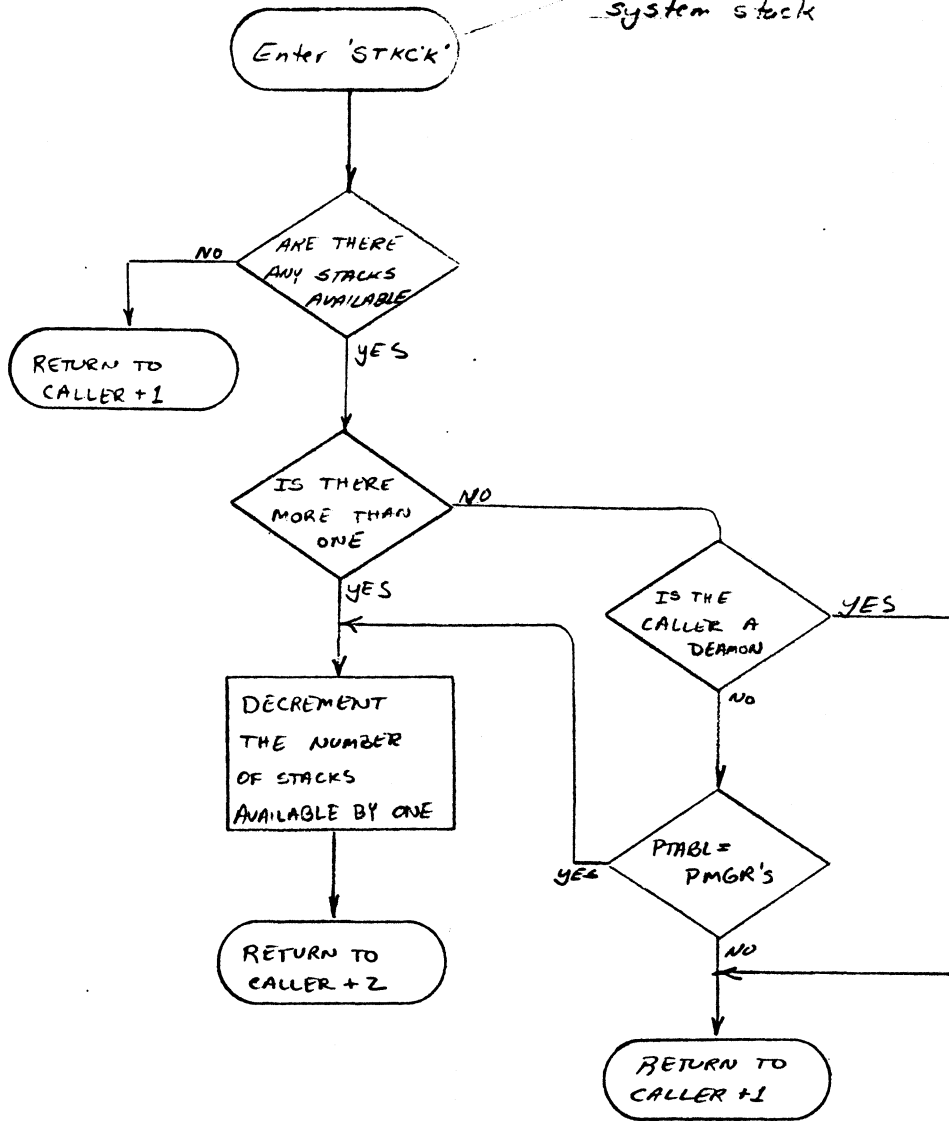 system stack
Enter 'STKCK'
ARE THERE
ANY STACKS
AVAILABLE
NO
YES
RETURN TO
CALLER +1
IS THERE
MORE THAN
ONE
NO
YES
IS THE
CALLER A
DEAMON
YES
NO
DECREMENT
THE NUMBER
OF STACKS
AVAILABLE BY ONE
PTABL=
PMGR'S
YES
NO
RETURN TO
CALLER + 2
RETURN TO
CALLER +1